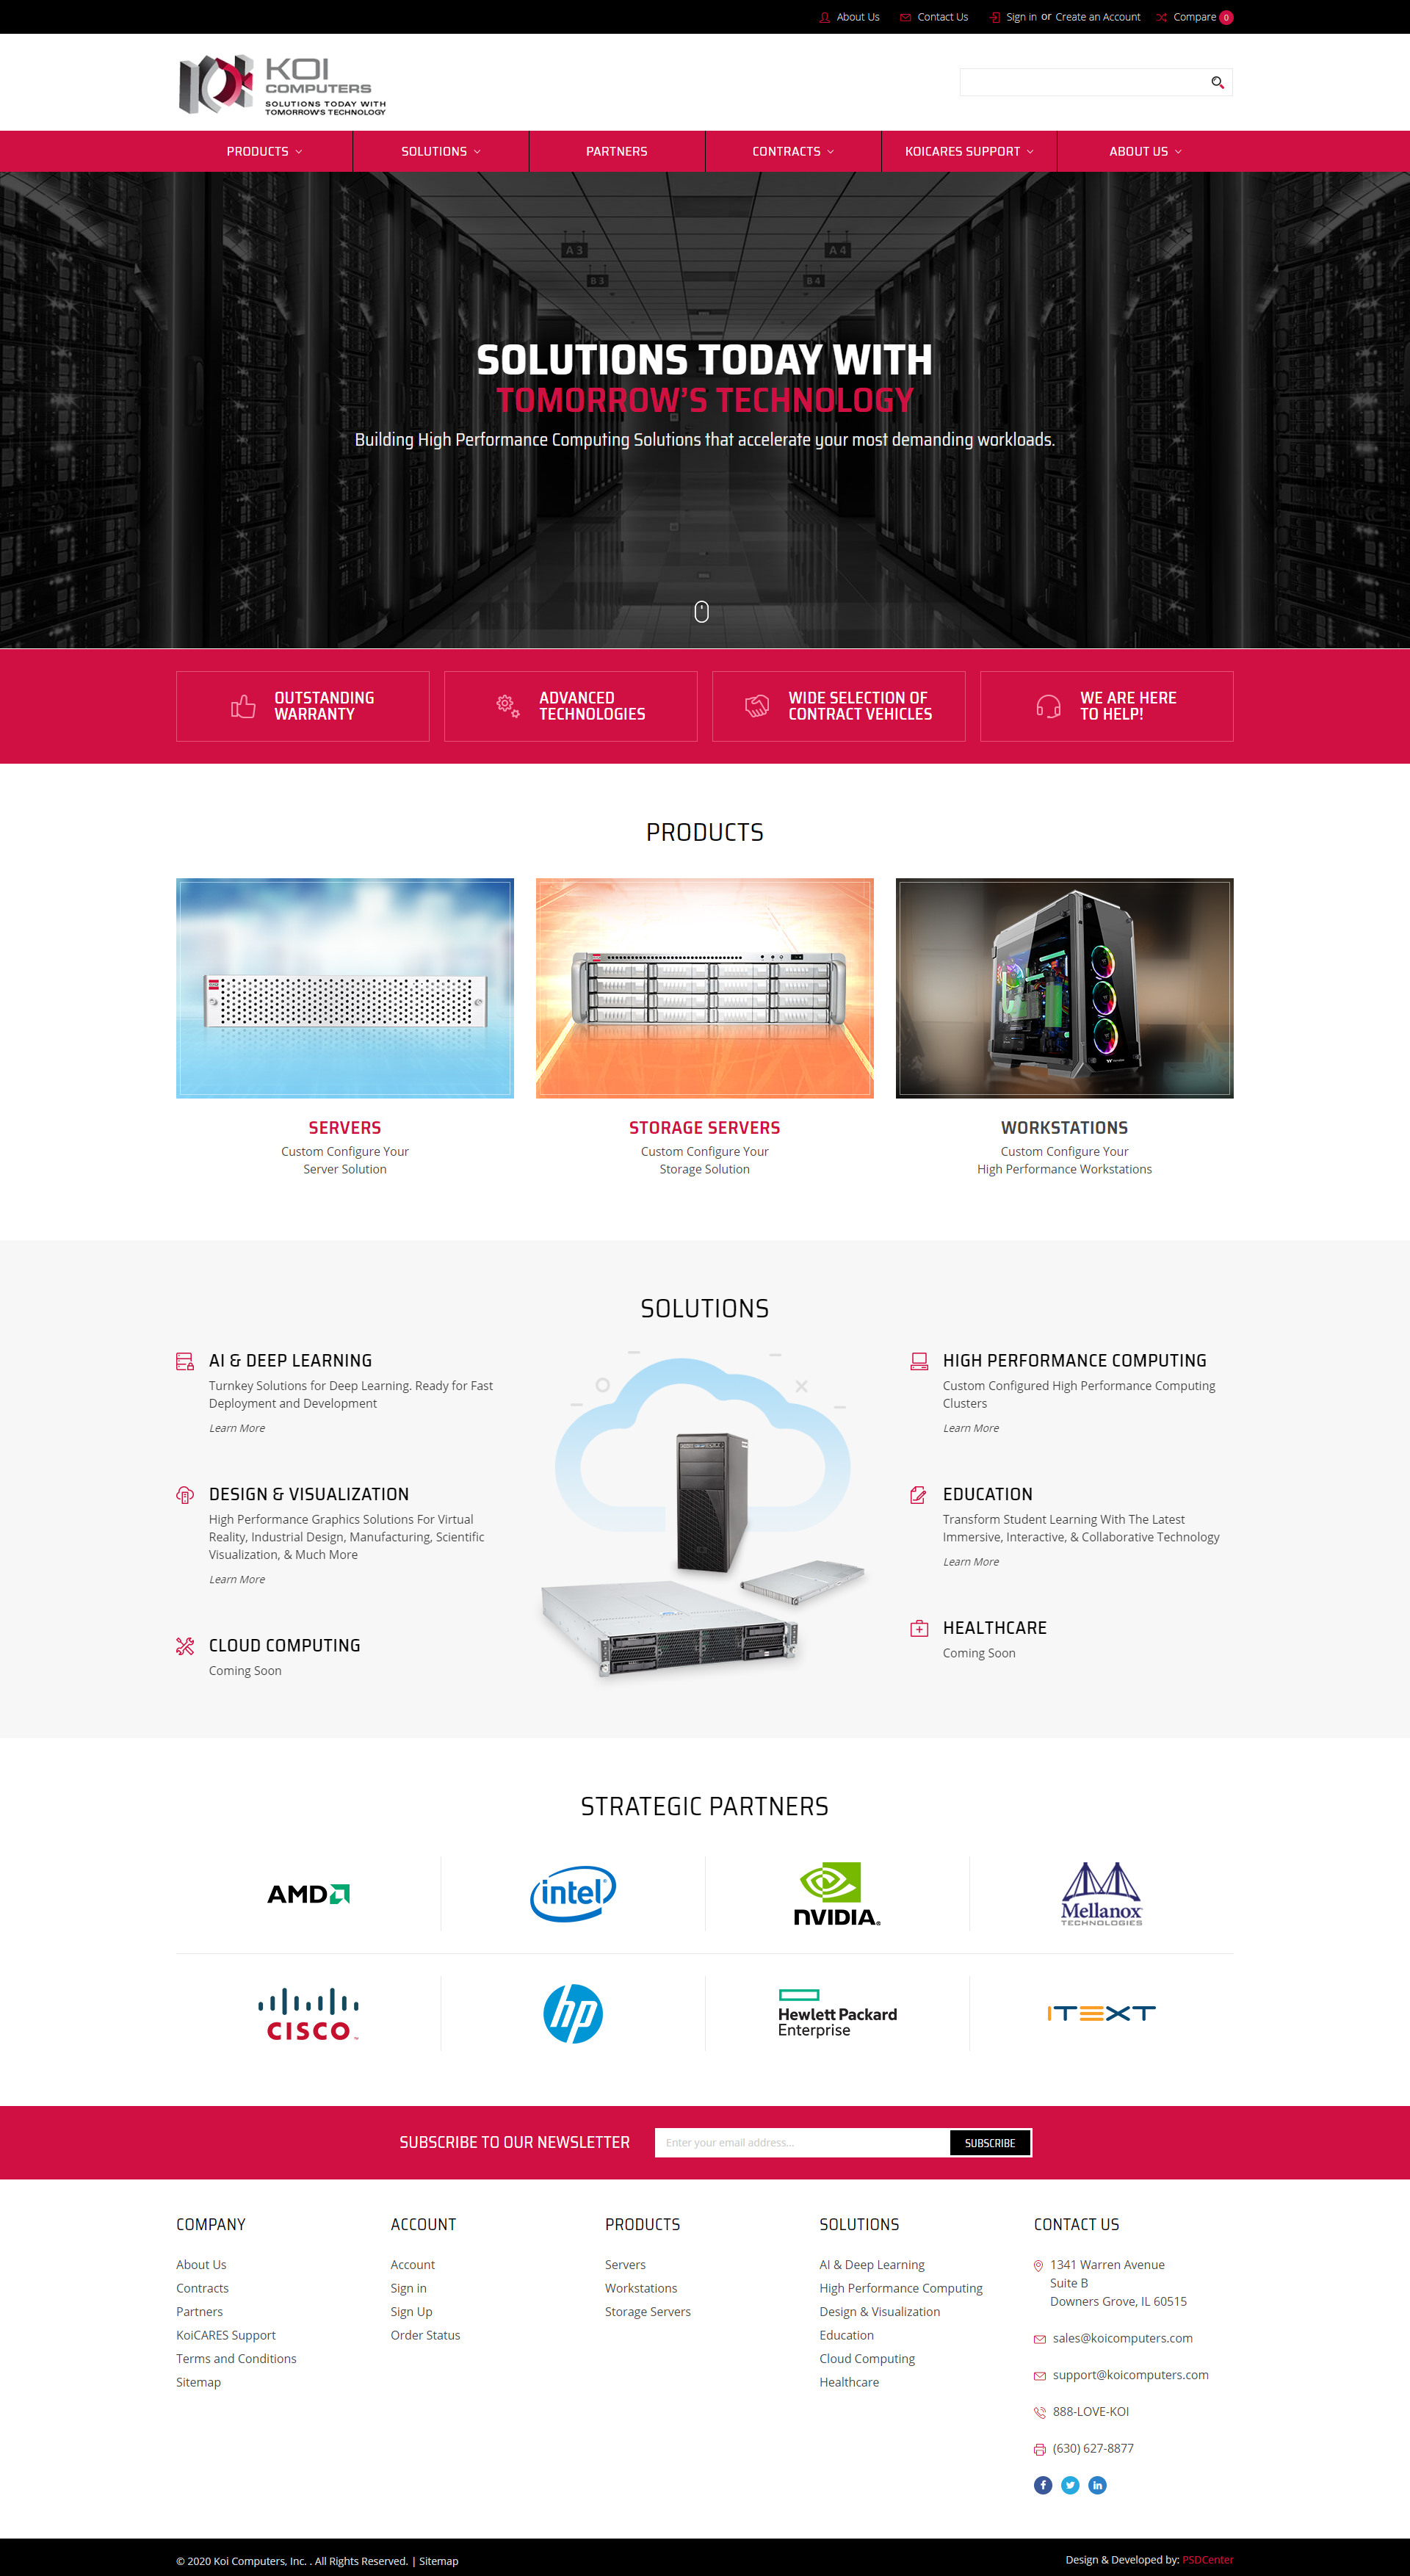 About Us
Contact Us
Sign in or Create an Account
Compare 0
KOI
COMPUTERS
SOLUTIONS TODAY WITH
TOMORROW'S TECHNOLOGY
PRODUCTS
SOLUTIONS
PARTNERS
CONTRACTS
KOICARES SUPPORT
ABOUT US
A3
A4
B3
B4
SOLUTIONS TODAY WITH
TOMORROW'S TECHNOLOGY
Building High Performance Computing Solutions that accelerate your most demanding workloads.
OUTSTANDING
WARRANTY
ADVANCED
TECHNOLOGIES
WIDE SELECTION OF
CONTRACT VEHICLES
WE ARE HERE
TO HELP!
PRODUCTS
SERVERS
Custom Configure Your
Server Solution
STORAGE SERVERS
Custom Configure Your
Storage Solution
WORKSTATIONS
Custom Configure Your
High Performance Workstations
SOLUTIONS
AI & DEEP LEARNING
Turnkey Solutions for Deep Learning. Ready for Fast
Deployment and Development
Learn More
DESIGN & VISUALIZATION
High Performance Graphics Solutions For Virtual
Reality, Industrial Design, Manufacturing, Scientific
Visualization, & Much More
Learn More
CLOUD COMPUTING
Coming Soon
HIGH PERFORMANCE COMPUTING
Custom Configured High Performance Computing
Clusters
Learn More
EDUCATION
Transform Student Learning With The Latest
Immersive, Interactive, & Collaborative Technology
Learn More
HEALTHCARE
Coming Soon
STRATEGIC PARTNERS
AMD
intel
NVIDIA
Mellanox
TECHNOLOGIES
CISCO
hp
Hewlett Packard
Enterprise
iTEXT
SUBSCRIBE TO OUR NEWSLETTER
Enter your email address...
SUBSCRIBE
COMPANY
About Us
Contracts
Partners
KoiCARES Support
Terms and Conditions
Sitemap
ACCOUNT
Account
Sign in
Sign Up
Order Status
PRODUCTS
Servers
Workstations
Storage Servers
SOLUTIONS
AI & Deep Learning
High Performance Computing
Design & Visualization
Education
Cloud Computing
Healthcare
CONTACT US
1341 Warren Avenue
Suite B
Downers Grove, IL 60515
sales@koicomputers.com
support@koicomputers.com
888-LOVE-KOI
(630) 627-8877
© 2020 Koi Computers, Inc. . All Rights Reserved. | Sitemap
Design & Developed by: PSDCenter